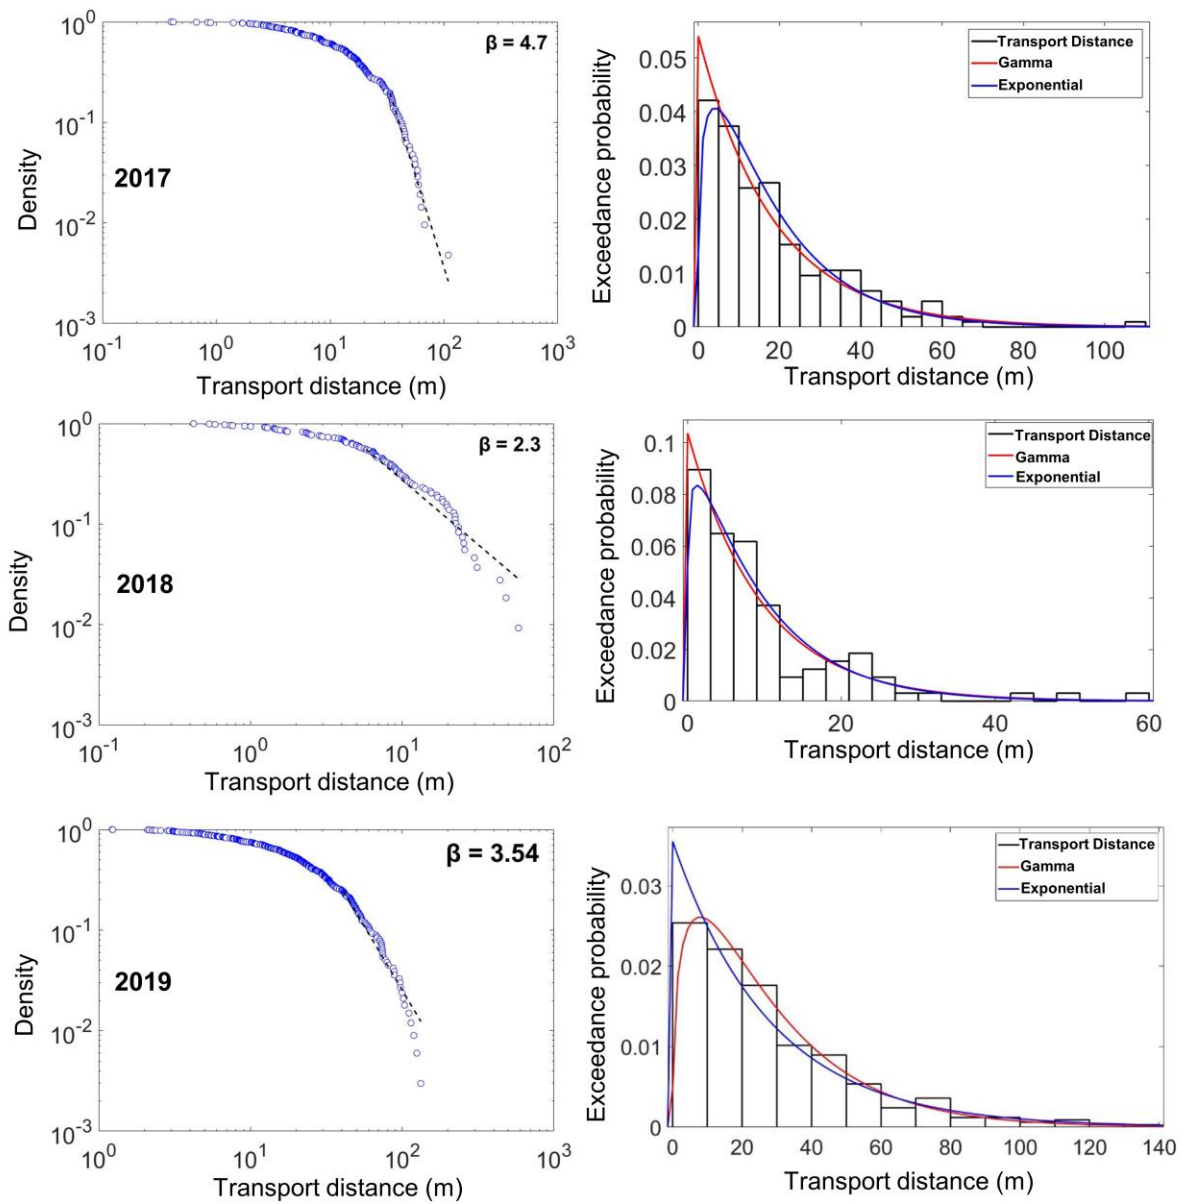 10^0
10^-1
10^-2
10^-3
10^-1
10^0
10^1
10^2
10^3
Density
Transport distance (m)
β = 4.7
2017
0.05
0.04
0.03
0.02
0.01
0
0
20
40
60
80
100
Exceedance probability
Transport distance (m)
Transport Distance
Gamma
Exponential
10^0
10^-1
10^-2
10^-3
10^-1
10^0
10^1
10^2
Density
Transport distance (m)
β = 2.3
2018
0.1
0.08
0.06
0.04
0.02
0
0
20
40
60
Exceedance probability
Transport distance (m)
Transport Distance
Gamma
Exponential
10^0
10^-1
10^-2
10^-3
10^0
10^1
10^2
10^3
Density
Transport distance (m)
β = 3.54
2019
0.03
0.02
0.01
0
0
20
40
60
80
100
120
140
Exceedance probability
Transport distance (m)
Transport Distance
Gamma
Exponential